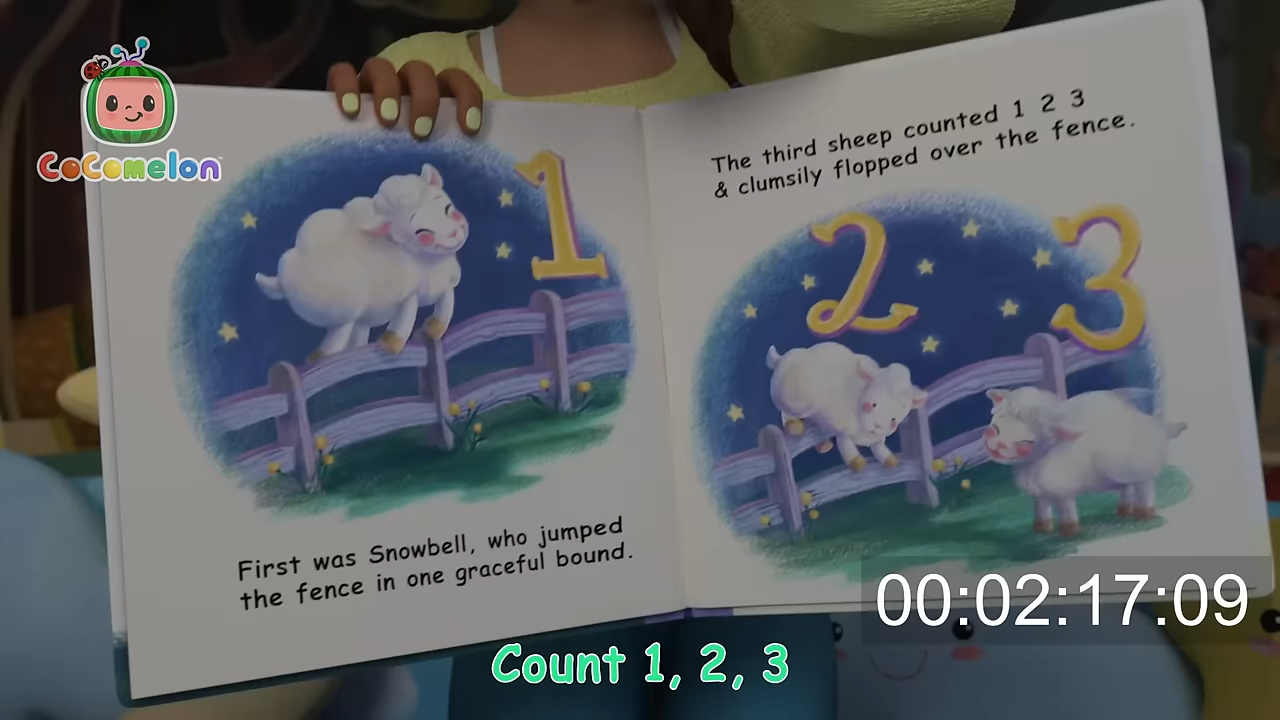 CoComelon
1
First was Snowbell, who jumped
the fence in one graceful bound.
The third sheep counted 1 2 3
& clumsily flopped over the fence.
2 3
00:02:17:09
Count 1, 2, 3